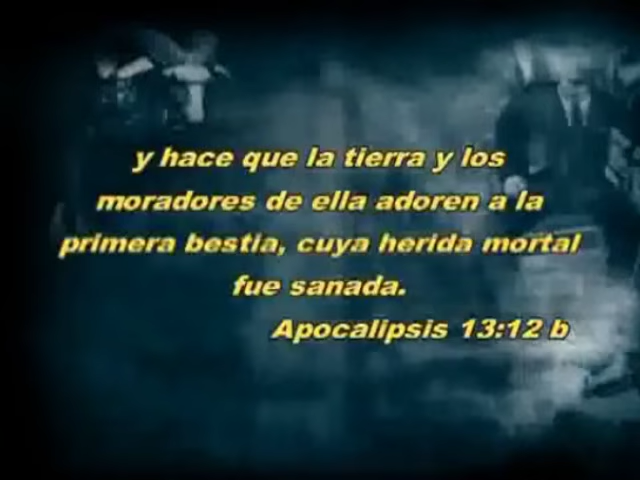 y hace que la tierra y los
moradores de ella adoren a la
primera bestia, cuya herida mortal
fue sanada.
Apocalipsis 13:12 b